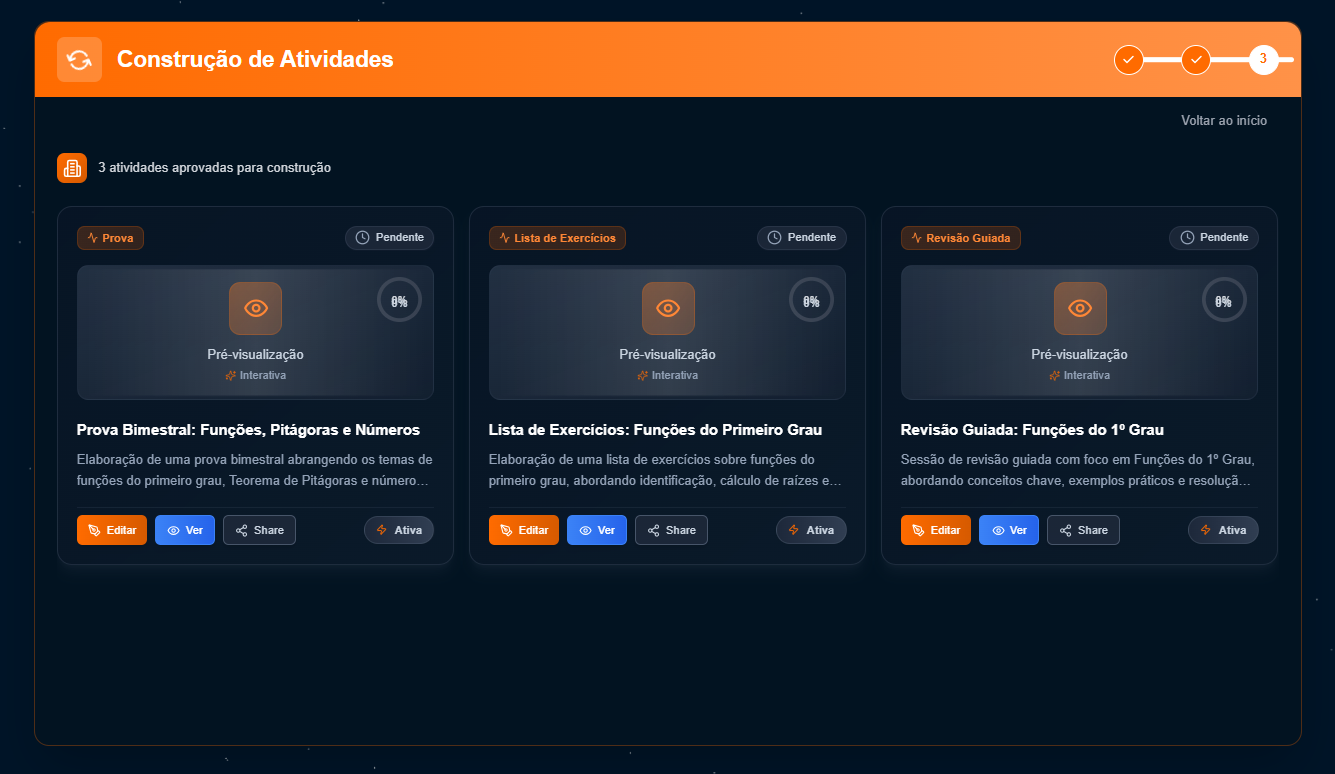 Construção de Atividades
3
Voltar ao início
3 atividades aprovadas para construção
Prova
Pendente
0%
Pré-visualização
Interativa
Prova Bimestral: Funções, Pitágoras e Números
Elaboração de uma prova bimestral abrangendo os temas de
funções do primeiro grau, Teorema de Pitágoras e número...
Editar
Ver
Share
Ativa
Lista de Exercícios
Pendente
0%
Pré-visualização
Interativa
Lista de Exercícios: Funções do Primeiro Grau
Elaboração de uma lista de exercícios sobre funções do
primeiro grau, abordando identificação, cálculo de raízes e...
Editar
Ver
Share
Ativa
Revisão Guiada
Pendente
0%
Pré-visualização
Interativa
Revisão Guiada: Funções do 1º Grau
Sessão de revisão guiada com foco em Funções do 1º Grau,
abordando conceitos chave, exemplos práticos e resoluçã...
Editar
Ver
Share
Ativa